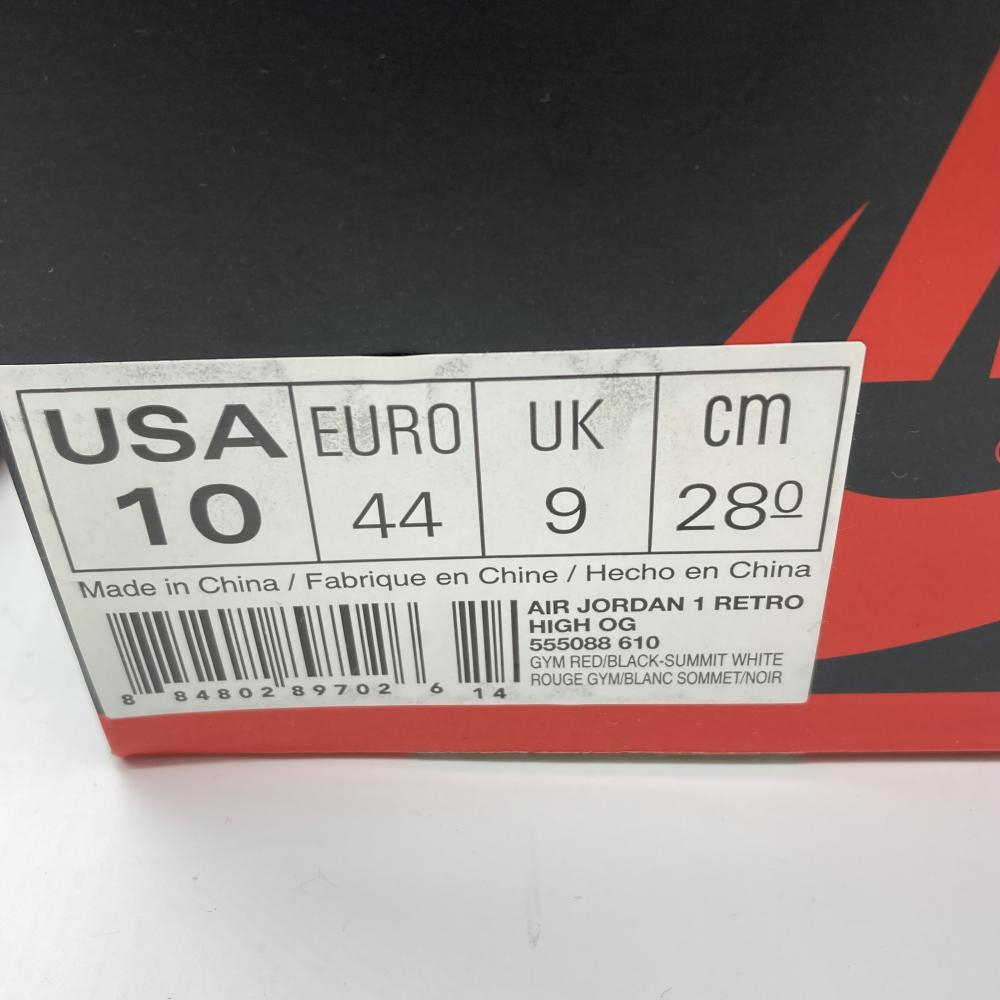 USA EURO UK cm
10 44 9 280
Made in China / Fabrique en Chine / Hecho en China
AIR JORDAN 1 RETRO
HIGH OG
555088 610
GYM RED/BLACK-SUMMIT WHITE
ROUGE GYM/BLANC SOMMET/NOIR
8 84802 89702 6 14